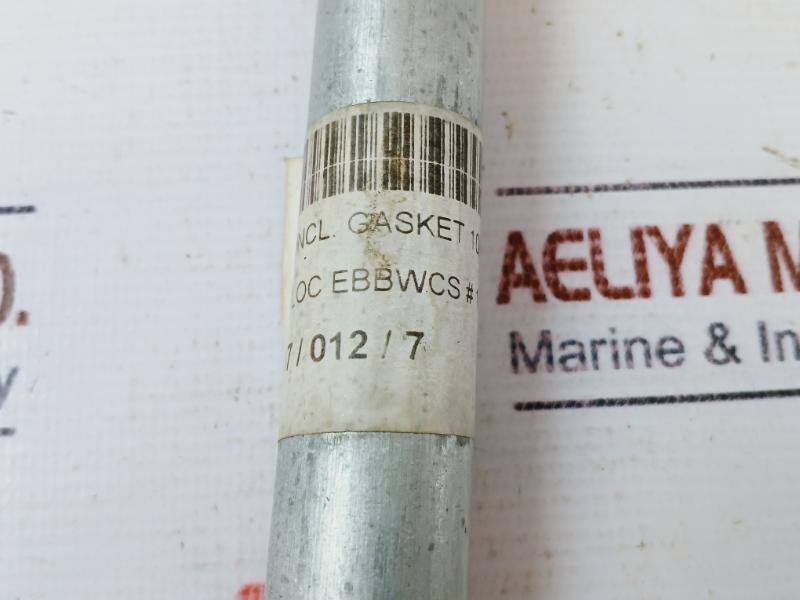 NCL. GASKET 10
LOC EBBWCS #
7 / 012 / 7
AELIYA M
Marine & In
D.
y